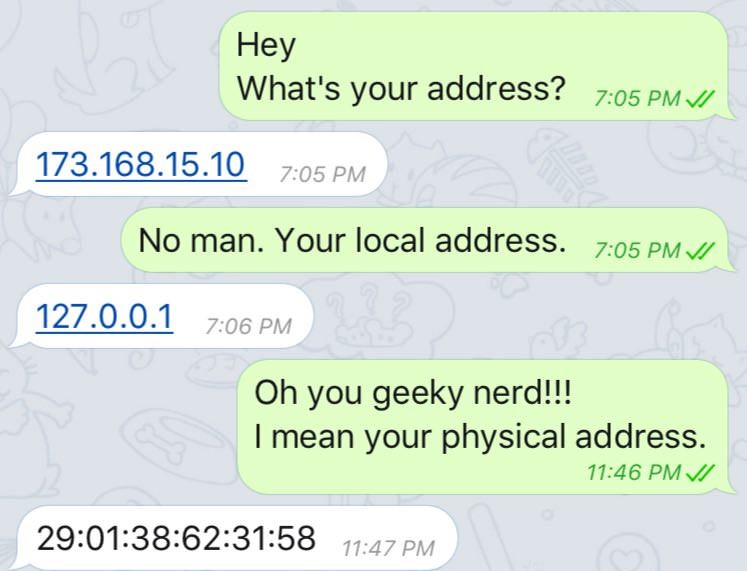 Hey
What's your address? 7:05 PM
173.168.15.10 7:05 PM
No man. Your local address. 7:05 PM
127.0.0.1 7:06 PM
Oh you geeky nerd!!!
I mean your physical address.
11:46 PM
29:01:38:62:31:58 11:47 PM